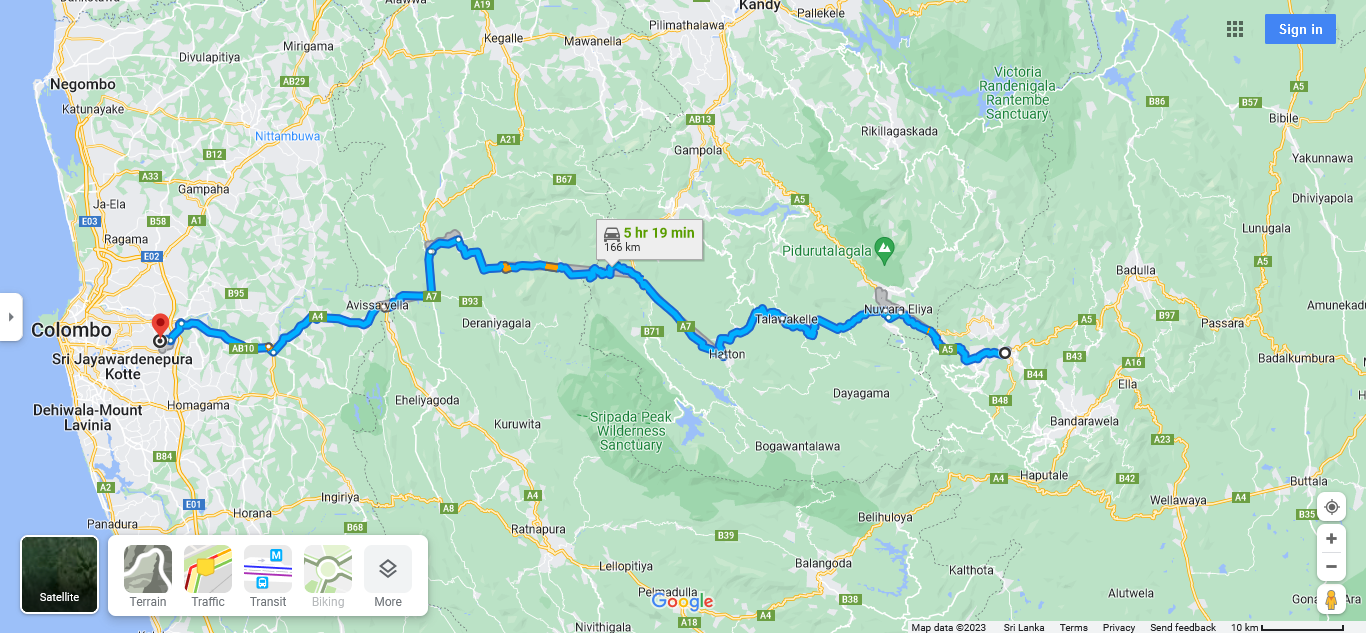 A19
Kandy
Pallekele
Pilimathalawa
Kegalle
Mawanella
Mirigama
Divulapitiya
Sign in
AB29
Negombo
Katunayake
Victoria
Randenigala
Rantembe
Sanctuary
A5
B86
B57
Bibile
AB13
Rikillagaskada
Nittambuwa
A21
Gampola
B12
Yakunnawa
A33
B67
Gampaha
Dhiviyapola
Ja-Ela
A5
E03
B58
A1
Lunugala
Ragama
5 hr 19 min
166 km
Pidurutalagala
E02
A5
Badulla
B95
A7
B93
Avissawella
Nuwara Eliya
Amunekad
A4
Talawakelle
A5
B97
Passara
Colombo
Deraniyagala
B71
A7
AB10
Hatton
A5
Sri Jayawardenepura
Kotte
B43
Badalkumbura
A16
B44
Ella
Dayagama
Eheliyagoda
B48
Homagama
Dehiwala-Mount
Lavinia
Sripada Peak
Wilderness
Sanctuary
Kuruwita
Bandarawela
Bogawantalawa
A23
B84
Haputale
A4
B42
Buttala
A2
Ingiriya
A4
Wellawaya
A4
E01
Horana
A8
B35
Panadura
B68
Ratnapura
Belihuloya
B39
Balangoda
Lellopitiya
Kalthota
Satellite
Terrain
Traffic
Transit
Biking
More
M
Pelmadulla
Google
B38
A4
A18
Nivithigala
Alutwela
Map data ©2023
Sri Lanka
Terms
Privacy
Send feedback
10 km